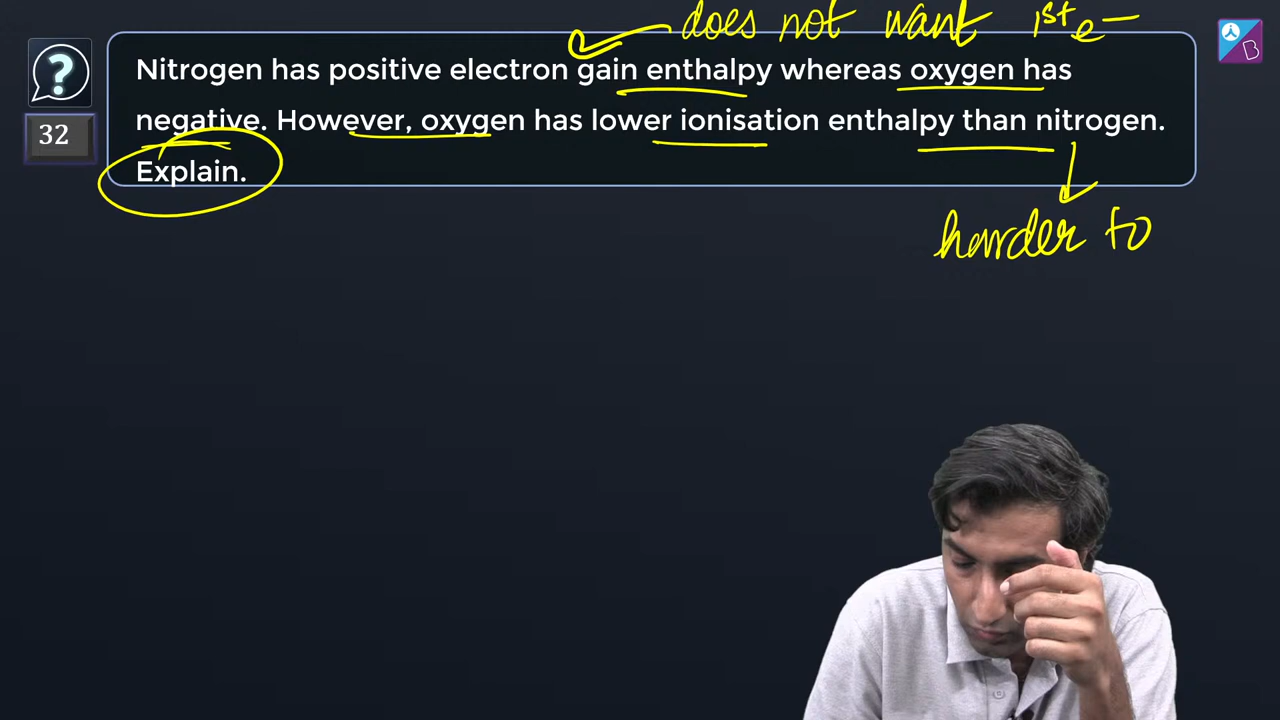 does not want 1st e-
Nitrogen has positive electron gain enthalpy whereas oxygen has
negative. However, oxygen has lower ionisation enthalpy than nitrogen.
Explain.
32
harder to
?
B